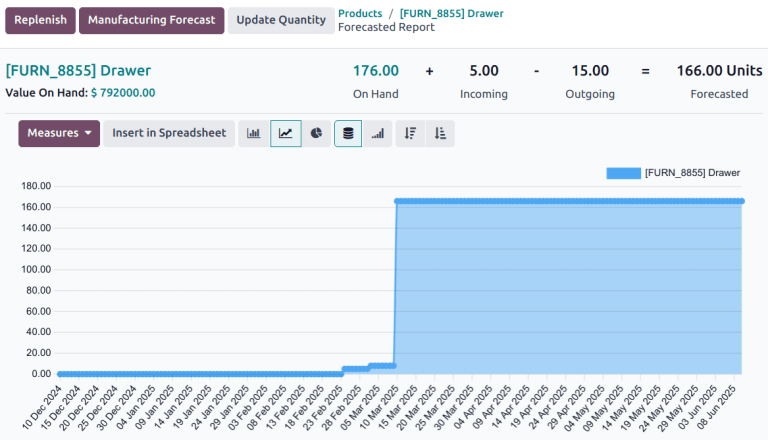 Replenish Manufacturing Forecast Update Quantity Products / [FURN_8855] Drawer
Forecasted Report
[FURN_8855] Drawer 176.00 + 5.00 - 15.00 = 166.00 Units
Value On Hand: $ 792000.00 On Hand Incoming Outgoing Forecasted
Measures Insert in Spreadsheet
[FURN_8855] Drawer
180.00
160.00
140.00
120.00
100.00
80.00
60.00
40.00
20.00
0.00
10 Dec 2024
15 Dec 2024
20 Dec 2024
25 Dec 2024
30 Dec 2024
04 Jan 2025
09 Jan 2025
14 Jan 2025
19 Jan 2025
24 Jan 2025
29 Jan 2025
03 Feb 2025
08 Feb 2025
13 Feb 2025
18 Feb 2025
23 Feb 2025
28 Feb 2025
05 Mar 2025
10 Mar 2025
15 Mar 2025
20 Mar 2025
25 Mar 2025
30 Mar 2025
04 Apr 2025
09 Apr 2025
14 Apr 2025
19 Apr 2025
24 Apr 2025
29 Apr 2025
04 May 2025
09 May 2025
14 May 2025
19 May 2025
24 May 2025
29 May 2025
03 Jun 2025
08 Jun 2025